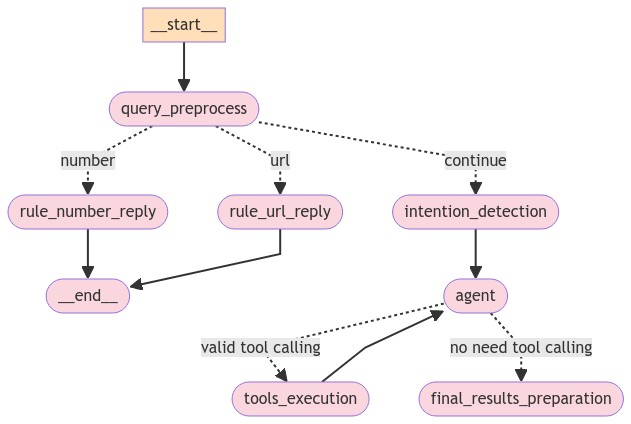 __start__
query_preprocess
number
url
continue
rule_number_reply
rule_url_reply
intention_detection
__end__
agent
valid tool calling
no need tool calling
tools_execution
final_results_preparation